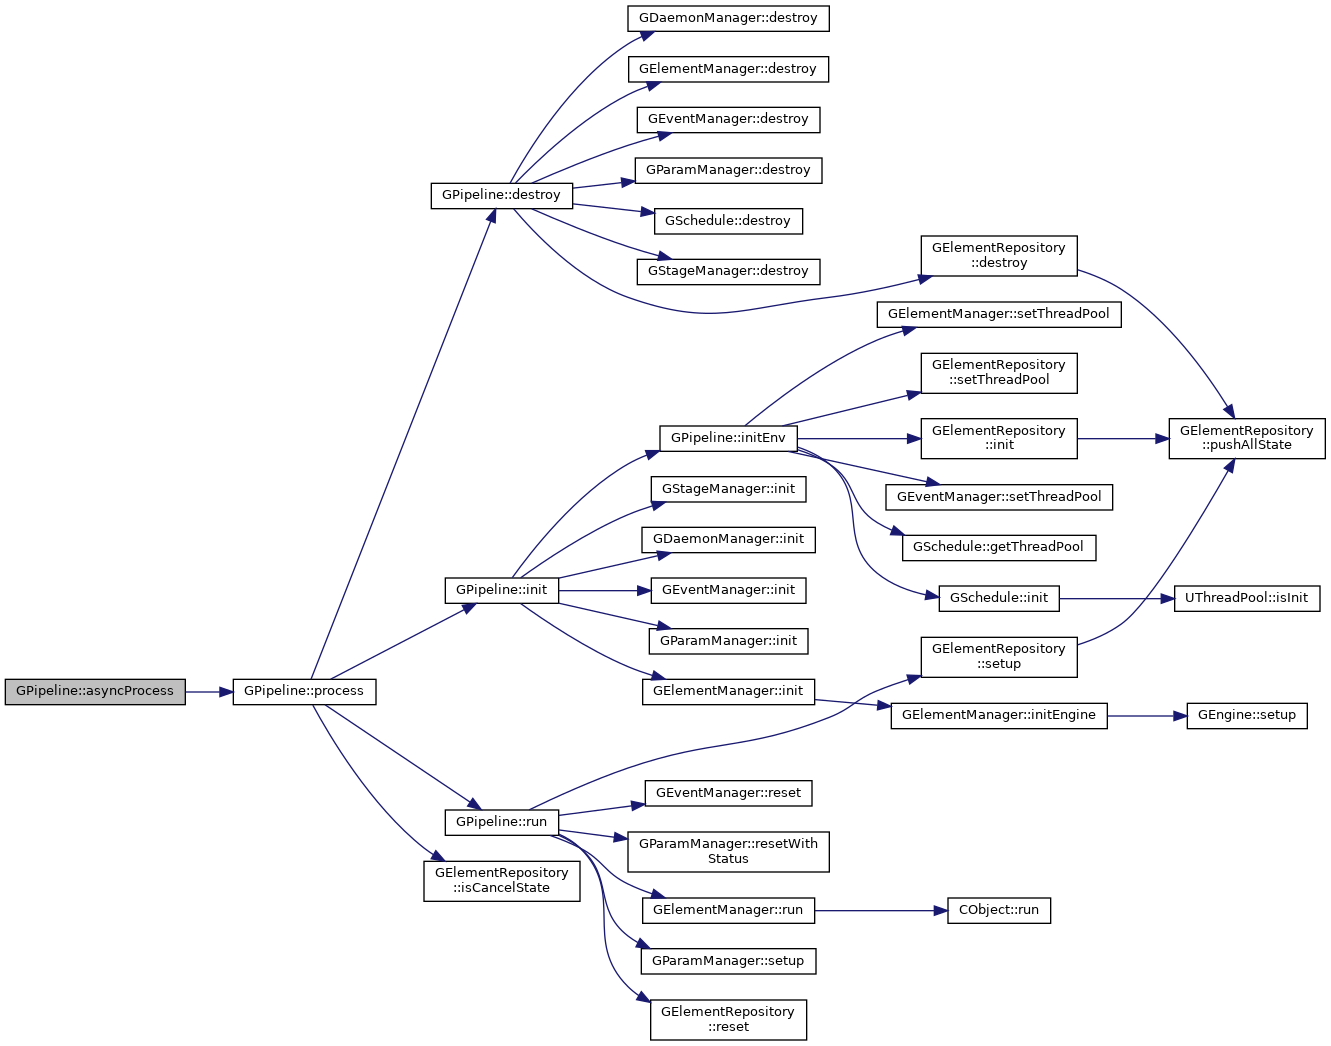 GDaemonManager::destroy
GElementManager::destroy
GEventManager::destroy
GParamManager::destroy
GPipeline::destroy
GSchedule::destroy
GElementRepository
::destroy
GStageManager::destroy
GElementManager::setThreadPool
GElementRepository
::setThreadPool
GPipeline::initEnv
GElementRepository
::init
GElementRepository
::pushAllState
GStageManager::init
GEventManager::setThreadPool
GDaemonManager::init
GSchedule::getThreadPool
GPipeline::init
GEventManager::init
GSchedule::init
UThreadPool::isInit
GParamManager::init
GElementRepository
::setup
GPipeline::asyncProcess
GPipeline::process
GElementManager::init
GElementManager::initEngine
GEngine::setup
GEventManager::reset
GPipeline::run
GParamManager::resetWith
Status
GElementRepository
::isCancelState
GElementManager::run
CObject::run
GParamManager::setup
GElementRepository
::reset